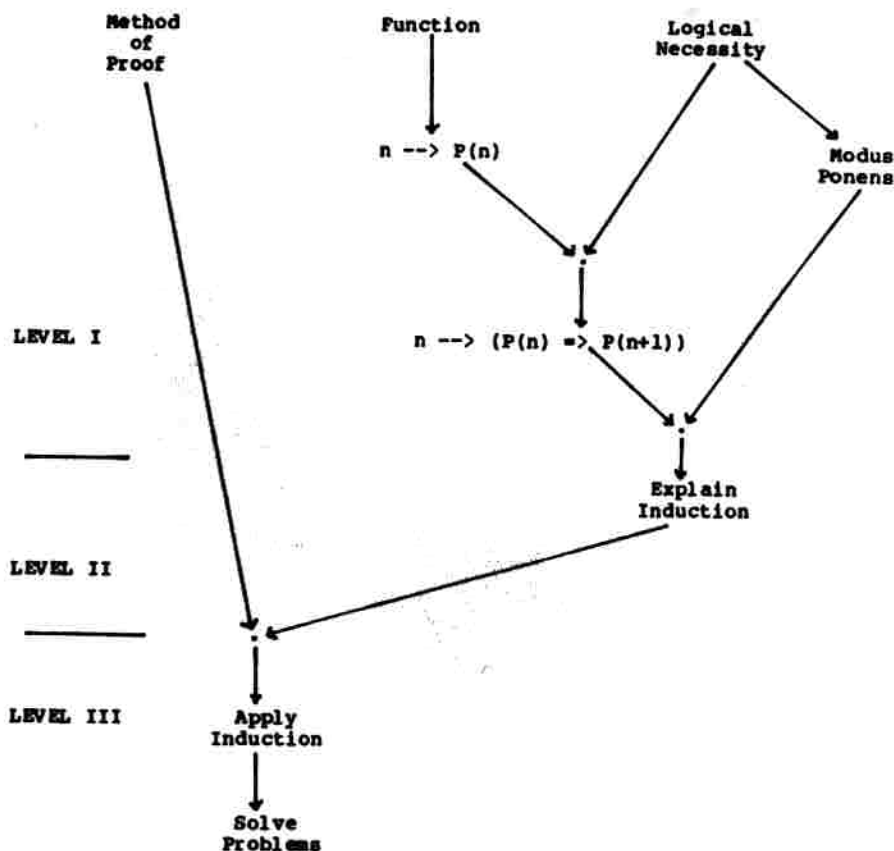 Method
of
Proof
Function
Logical
Necessity
n --> P(n)
Modus
Ponens
LEVEL I
n --> (P(n) => P(n+1))
Explain
Induction
LEVEL II
LEVEL III
Apply
Induction
Solve
Problems